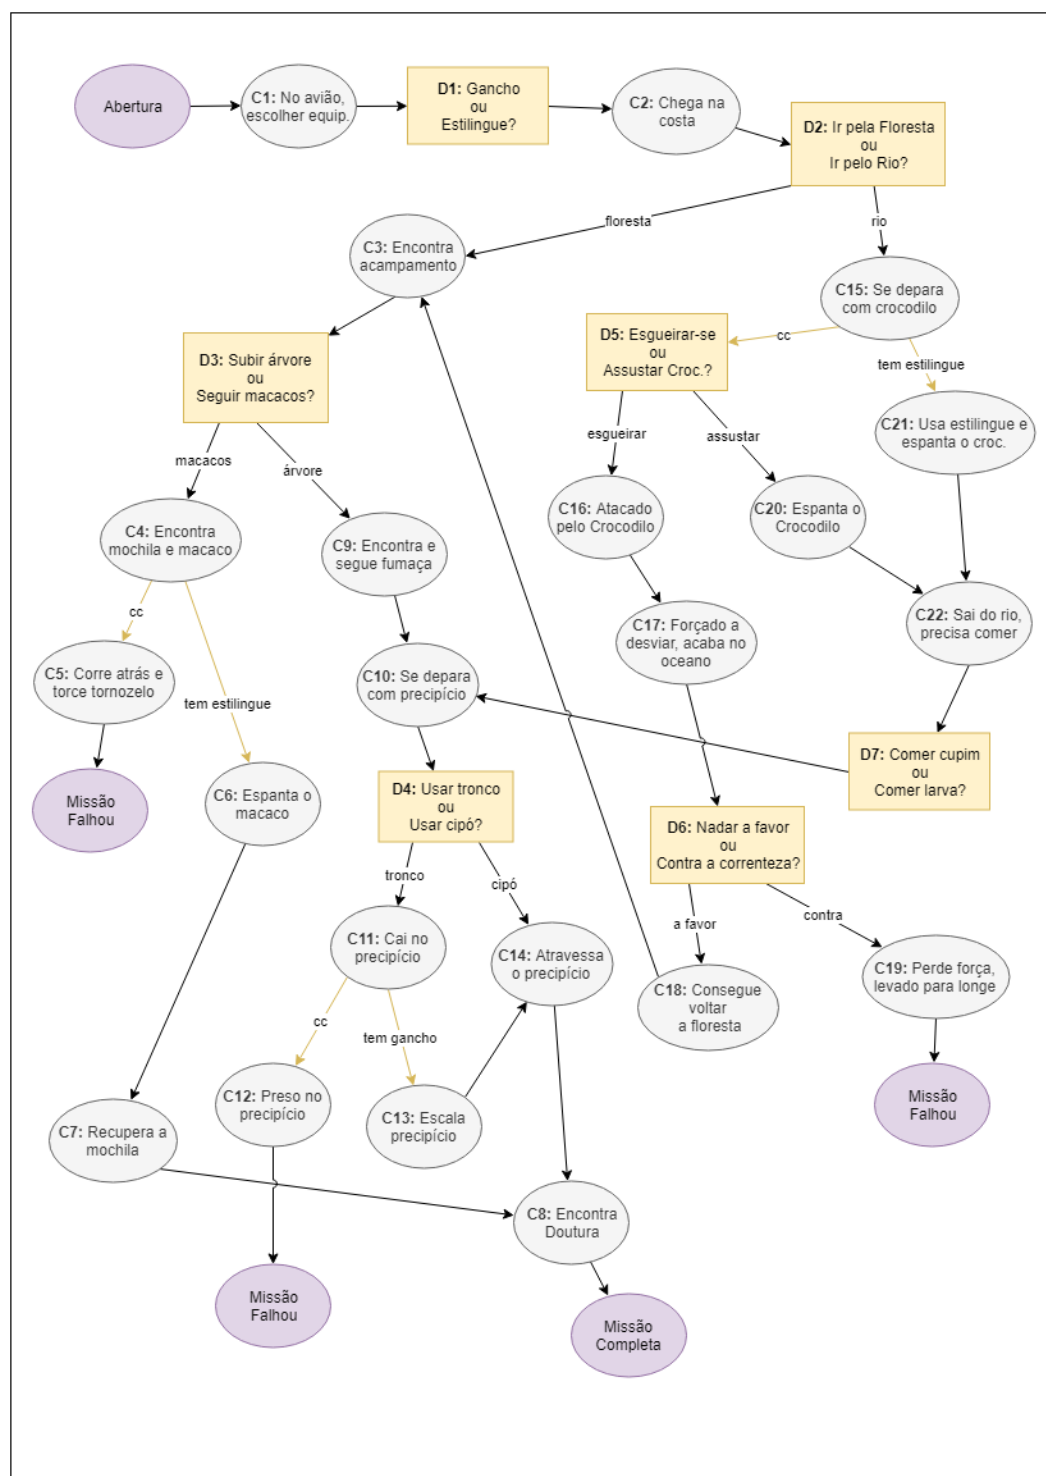 Abertura
C1: No avião,
escolher equip.
D1: Gancho
ou
Estilingue?
C2: Chega na
costa
D2: Ir pela Floresta
ou
Ir pelo Rio?
floresta
rio
C3: Encontra
acampamento
C15: Se depara
com crocodilo
D5: Esgueirar-se
ou
Assustar Croc.?
cc
tem estilingue
D3: Subir árvore
ou
Seguir macacos?
C21: Usa estilingue e
espanta o croc.
esgueirar
assustar
macacos
árvore
C16: Atacado
pelo Crocodilo
C20: Espanta o
Crocodilo
C4: Encontra
mochila e macaco
C9: Encontra e
segue fumaça
cc
C17: Forçado a
desviar, acaba no
oceano
C22: Sai do rio,
precisa comer
C5: Corre atrás e
torce tornozelo
C10: Se depara
com precipício
tem estilingue
D7: Comer cupim
ou
Comer larva?
Missão
Falhou
C6: Espanta o
macaco
D4: Usar tronco
ou
Usar cipó?
D6: Nadar a favor
ou
Contra a correnteza?
tronco
cipó
a favor
contra
C11: Cai no
precipício
C14: Atravessa
o precipício
C18: Consegue
voltar
a floresta
C19: Perde força,
levado para longe
cc
tem gancho
C12: Preso no
precipício
C13: Escala
precipício
Missão
Falhou
C7: Recupera a
mochila
C8: Encontra
Doutura
Missão
Falhou
Missão
Completa